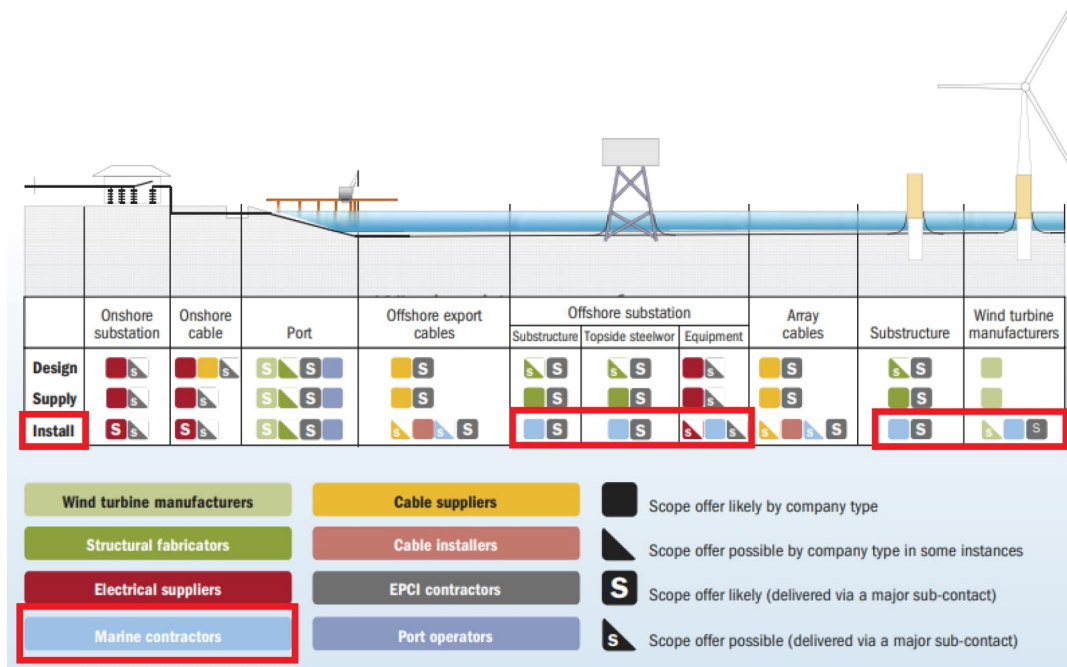 Onshore substation Onshore cable Port Offshore export cables Offshore substation Array cables Substructure Wind turbine manufacturers
Substructure Topside steelwor Equipment
Design s s S S S s S s S s S s S
Supply s s S S S S S s S S
Install S s S s S S s s S S S s s s s S S s S
Wind turbine manufacturers
Structural fabricators
Electrical suppliers
Marine contractors
Cable suppliers
Cable installers
EPCI contractors
Port operators
Scope offer likely by company type
Scope offer possible by company type in some instances
S Scope offer likely (delivered via a major sub-contact)
s Scope offer possible (delivered via a major sub-contact)